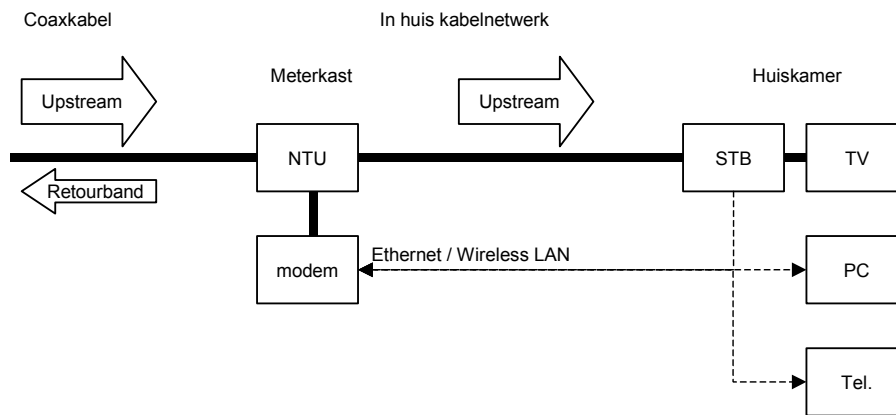 Coaxkabel
In huis kabelnetwerk
Meterkast
Huiskamer
Upstream
Upstream
NTU
STB
TV
Retourband
Ethernet / Wireless LAN
modem
PC
Tel.